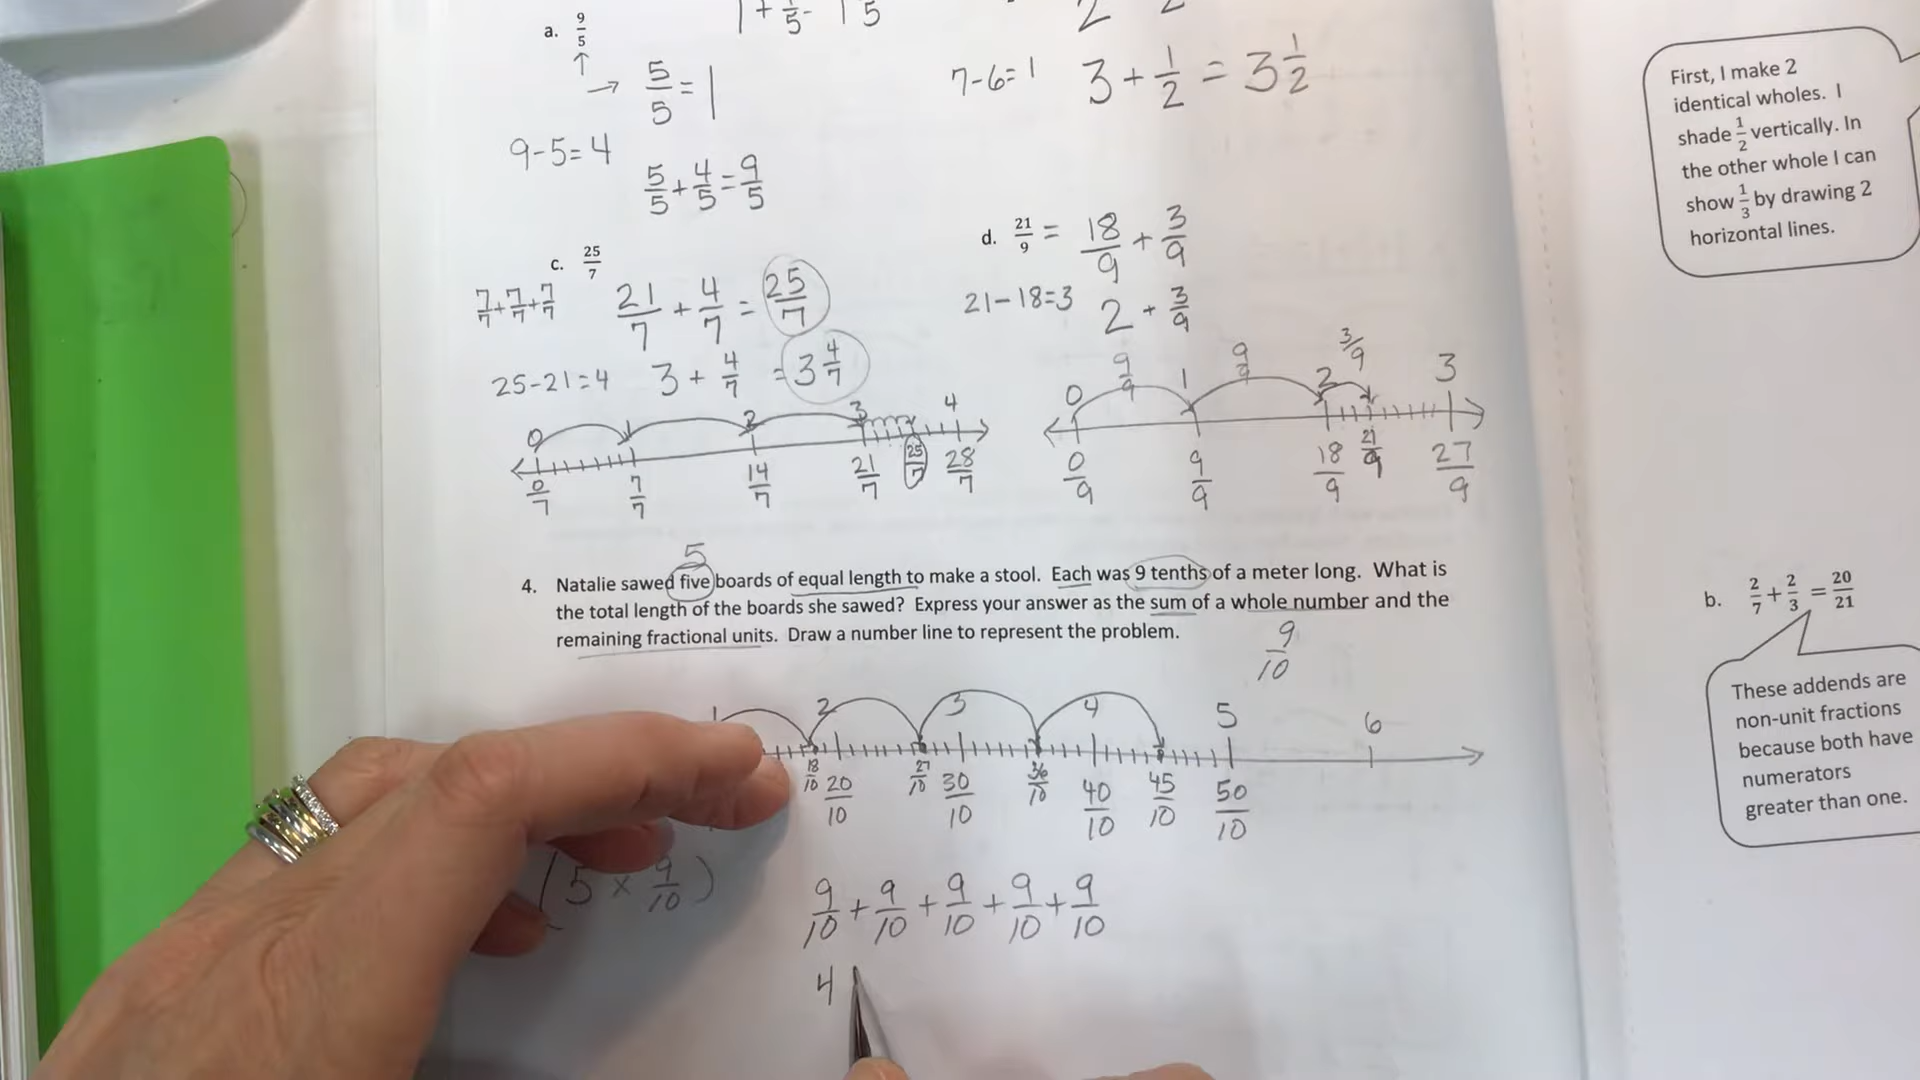 a. 9/5
1 + 1/5 = 1 5
→ 5/5 = 1
9-5=4
5/5 + 4/5 = 9/5
7-6=1 3 + 1/2 = 3 1/2
c. 25/7
7/7+7/7+7/7 21/7 + 4/7 = 25/7
25-21=4 3 + 4/7 = 3 4/7
0 1 2 3 4
0/7 7/7 14/7 21/7 25/7 28/7
d. 21/9 = 18/9 + 3/9
21-18=3 2 + 3/9
9/9 9/9 3/9
0 1 2 3
0/9 9/9 18/9 21/9 27/9
5
4. Natalie sawed five boards of equal length to make a stool. Each was 9 tenths of a meter long. What is
the total length of the boards she sawed? Express your answer as the sum of a whole number and the
remaining fractional units. Draw a number line to represent the problem.
9/10
1 2 3 4 5 6
18/10 20/10 27/10 30/10 36/10 40/10 45/10 50/10
(5 × 9/10)
9/10 + 9/10 + 9/10 + 9/10 + 9/10
4
First, I make 2
identical wholes. I
shade 1/2 vertically. In
the other whole I can
show 1/3 by drawing 2
horizontal lines.
b. 2/7 + 2/3 = 20/21
These addends are
non-unit fractions
because both have
numerators
greater than one.